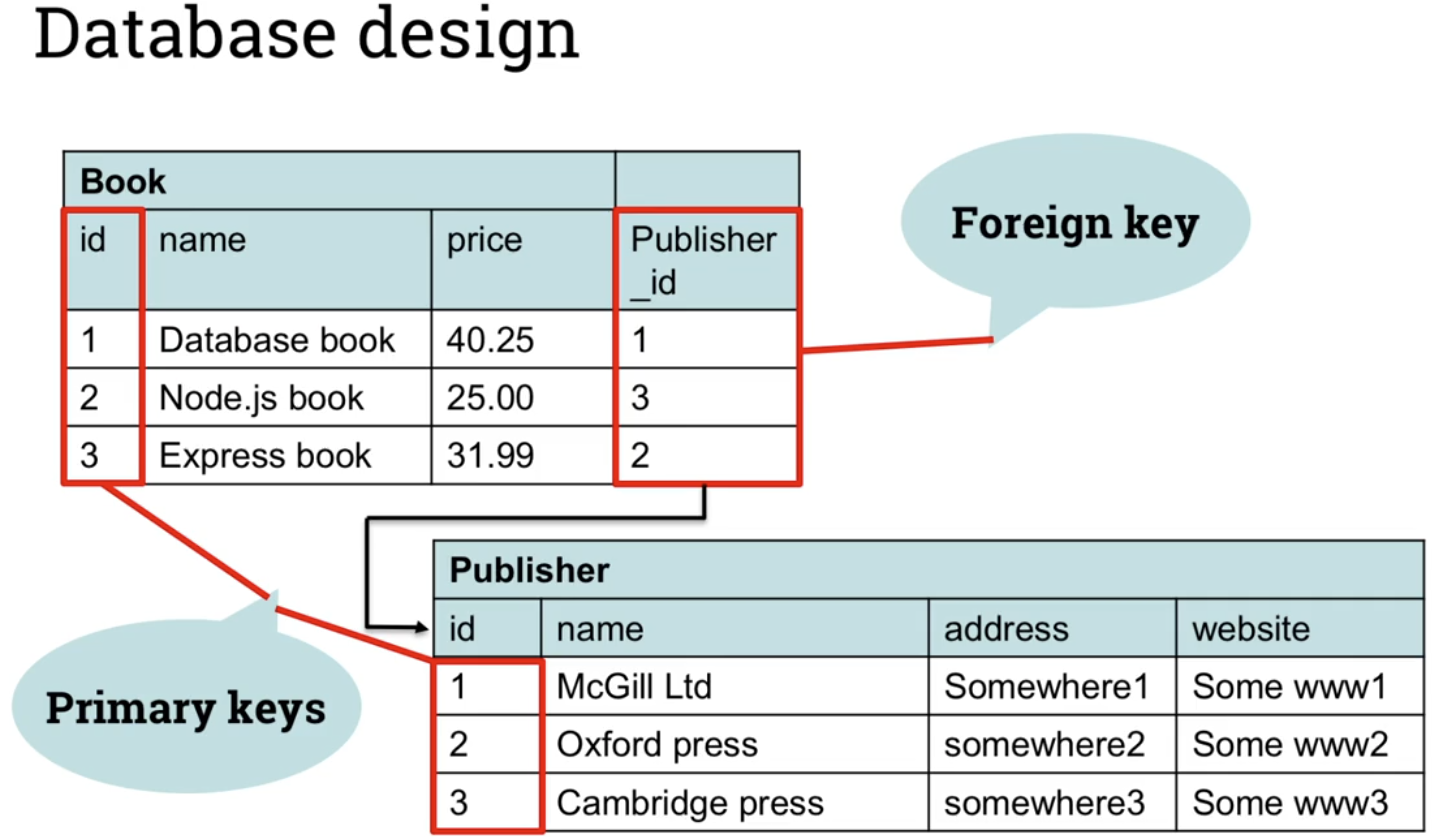 Database design
Book
id name price Publisher
_id
1 Database book 40.25 1
2 Node.js book 25.00 3
3 Express book 31.99 2
Foreign key
Primary keys
Publisher
id name address website
1 McGill Ltd Somewhere1 Some www1
2 Oxford press somewhere2 Some www2
3 Cambridge press somewhere3 Some www3